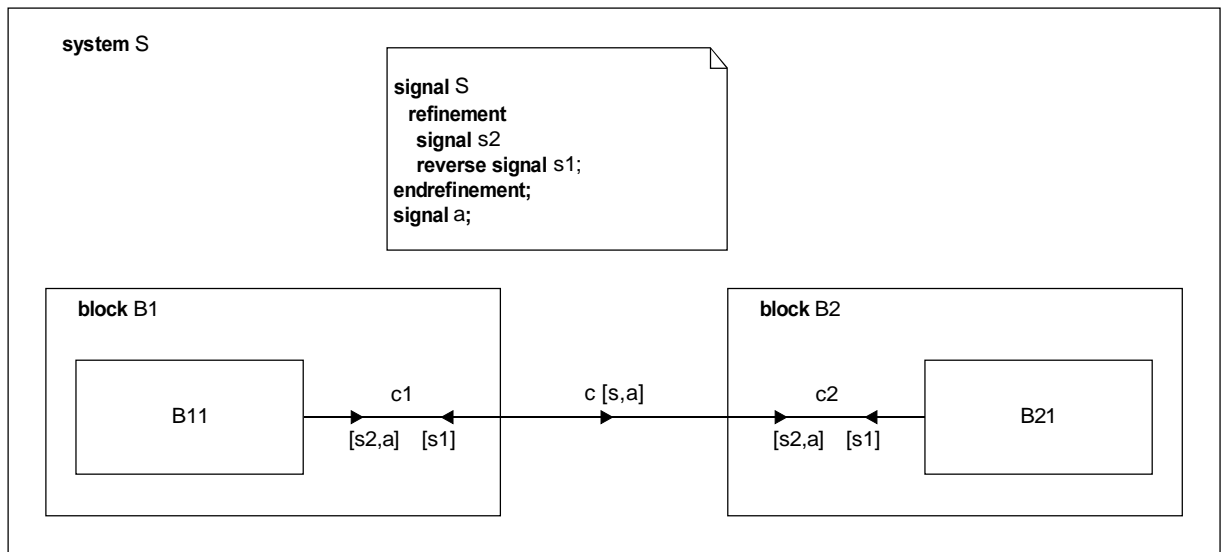 system S
signal S
refinement
signal s2
reverse signal s1;
endrefinement;
signal a;
block B1
block B2
c1
c [s,a]
c2
B11
B21
[s2,a] [s1]
[s2,a] [s1]